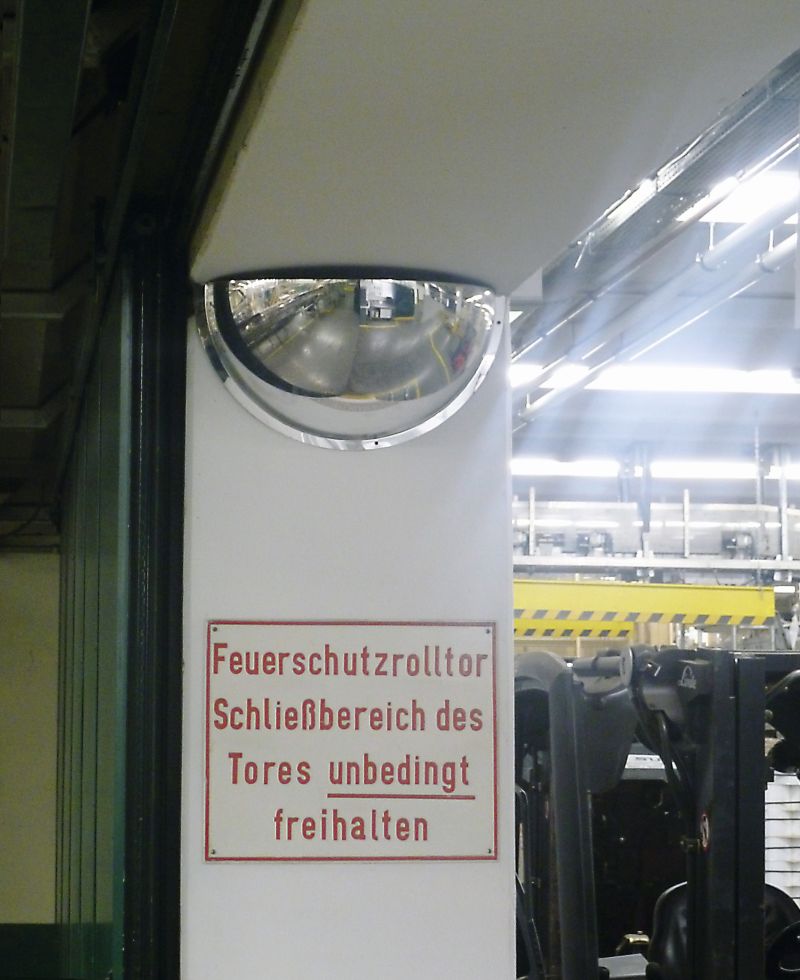 Feuerschutzrolltor
Schließbereich des
Tores unbedingt
freihalten